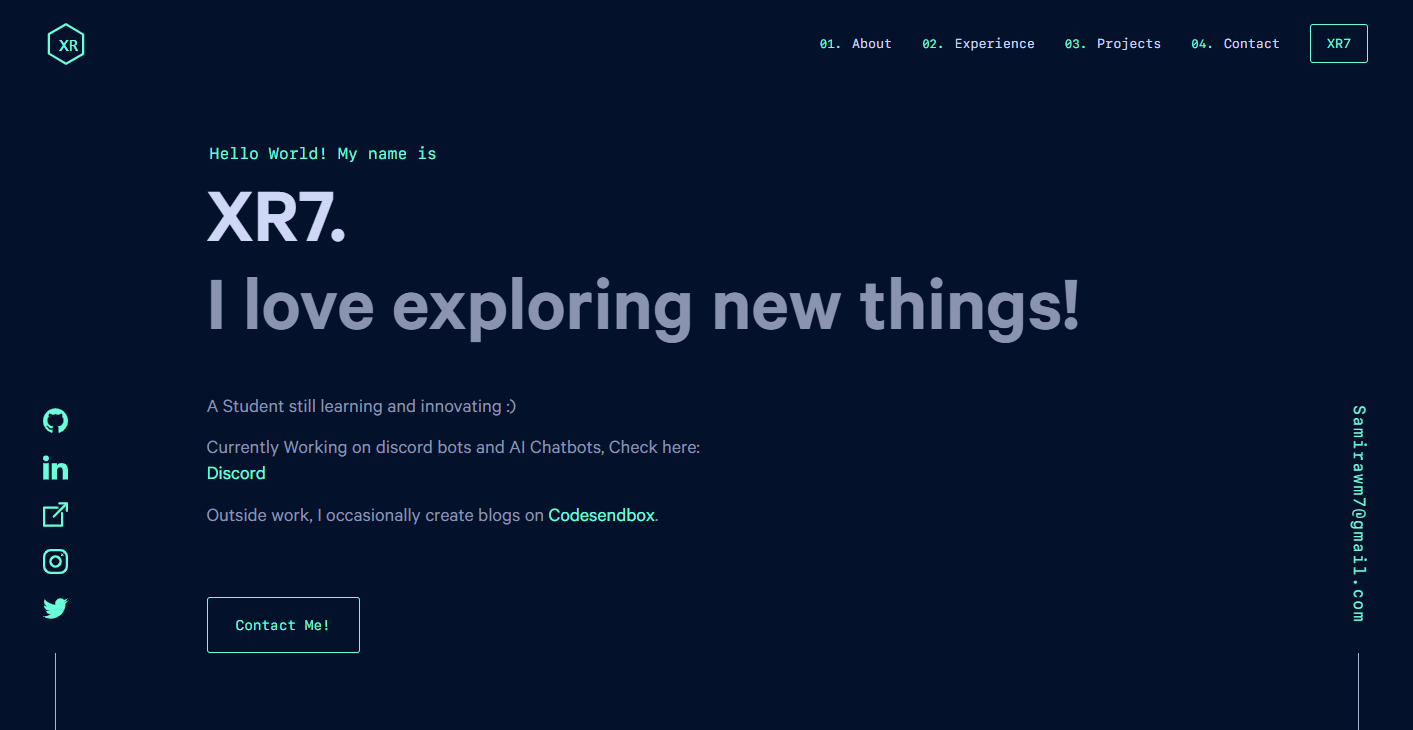 XR
01. About 02. Experience 03. Projects 04. Contact XR7
Hello World! My name is
XR7.
I love exploring new things!
A Student still learning and innovating :)
Currently Working on discord bots and AI Chatbots, Check here:
Discord
Outside work, I occasionally create blogs on Codesendbox.
Contact Me!
in
Samirawm7@gmail.com